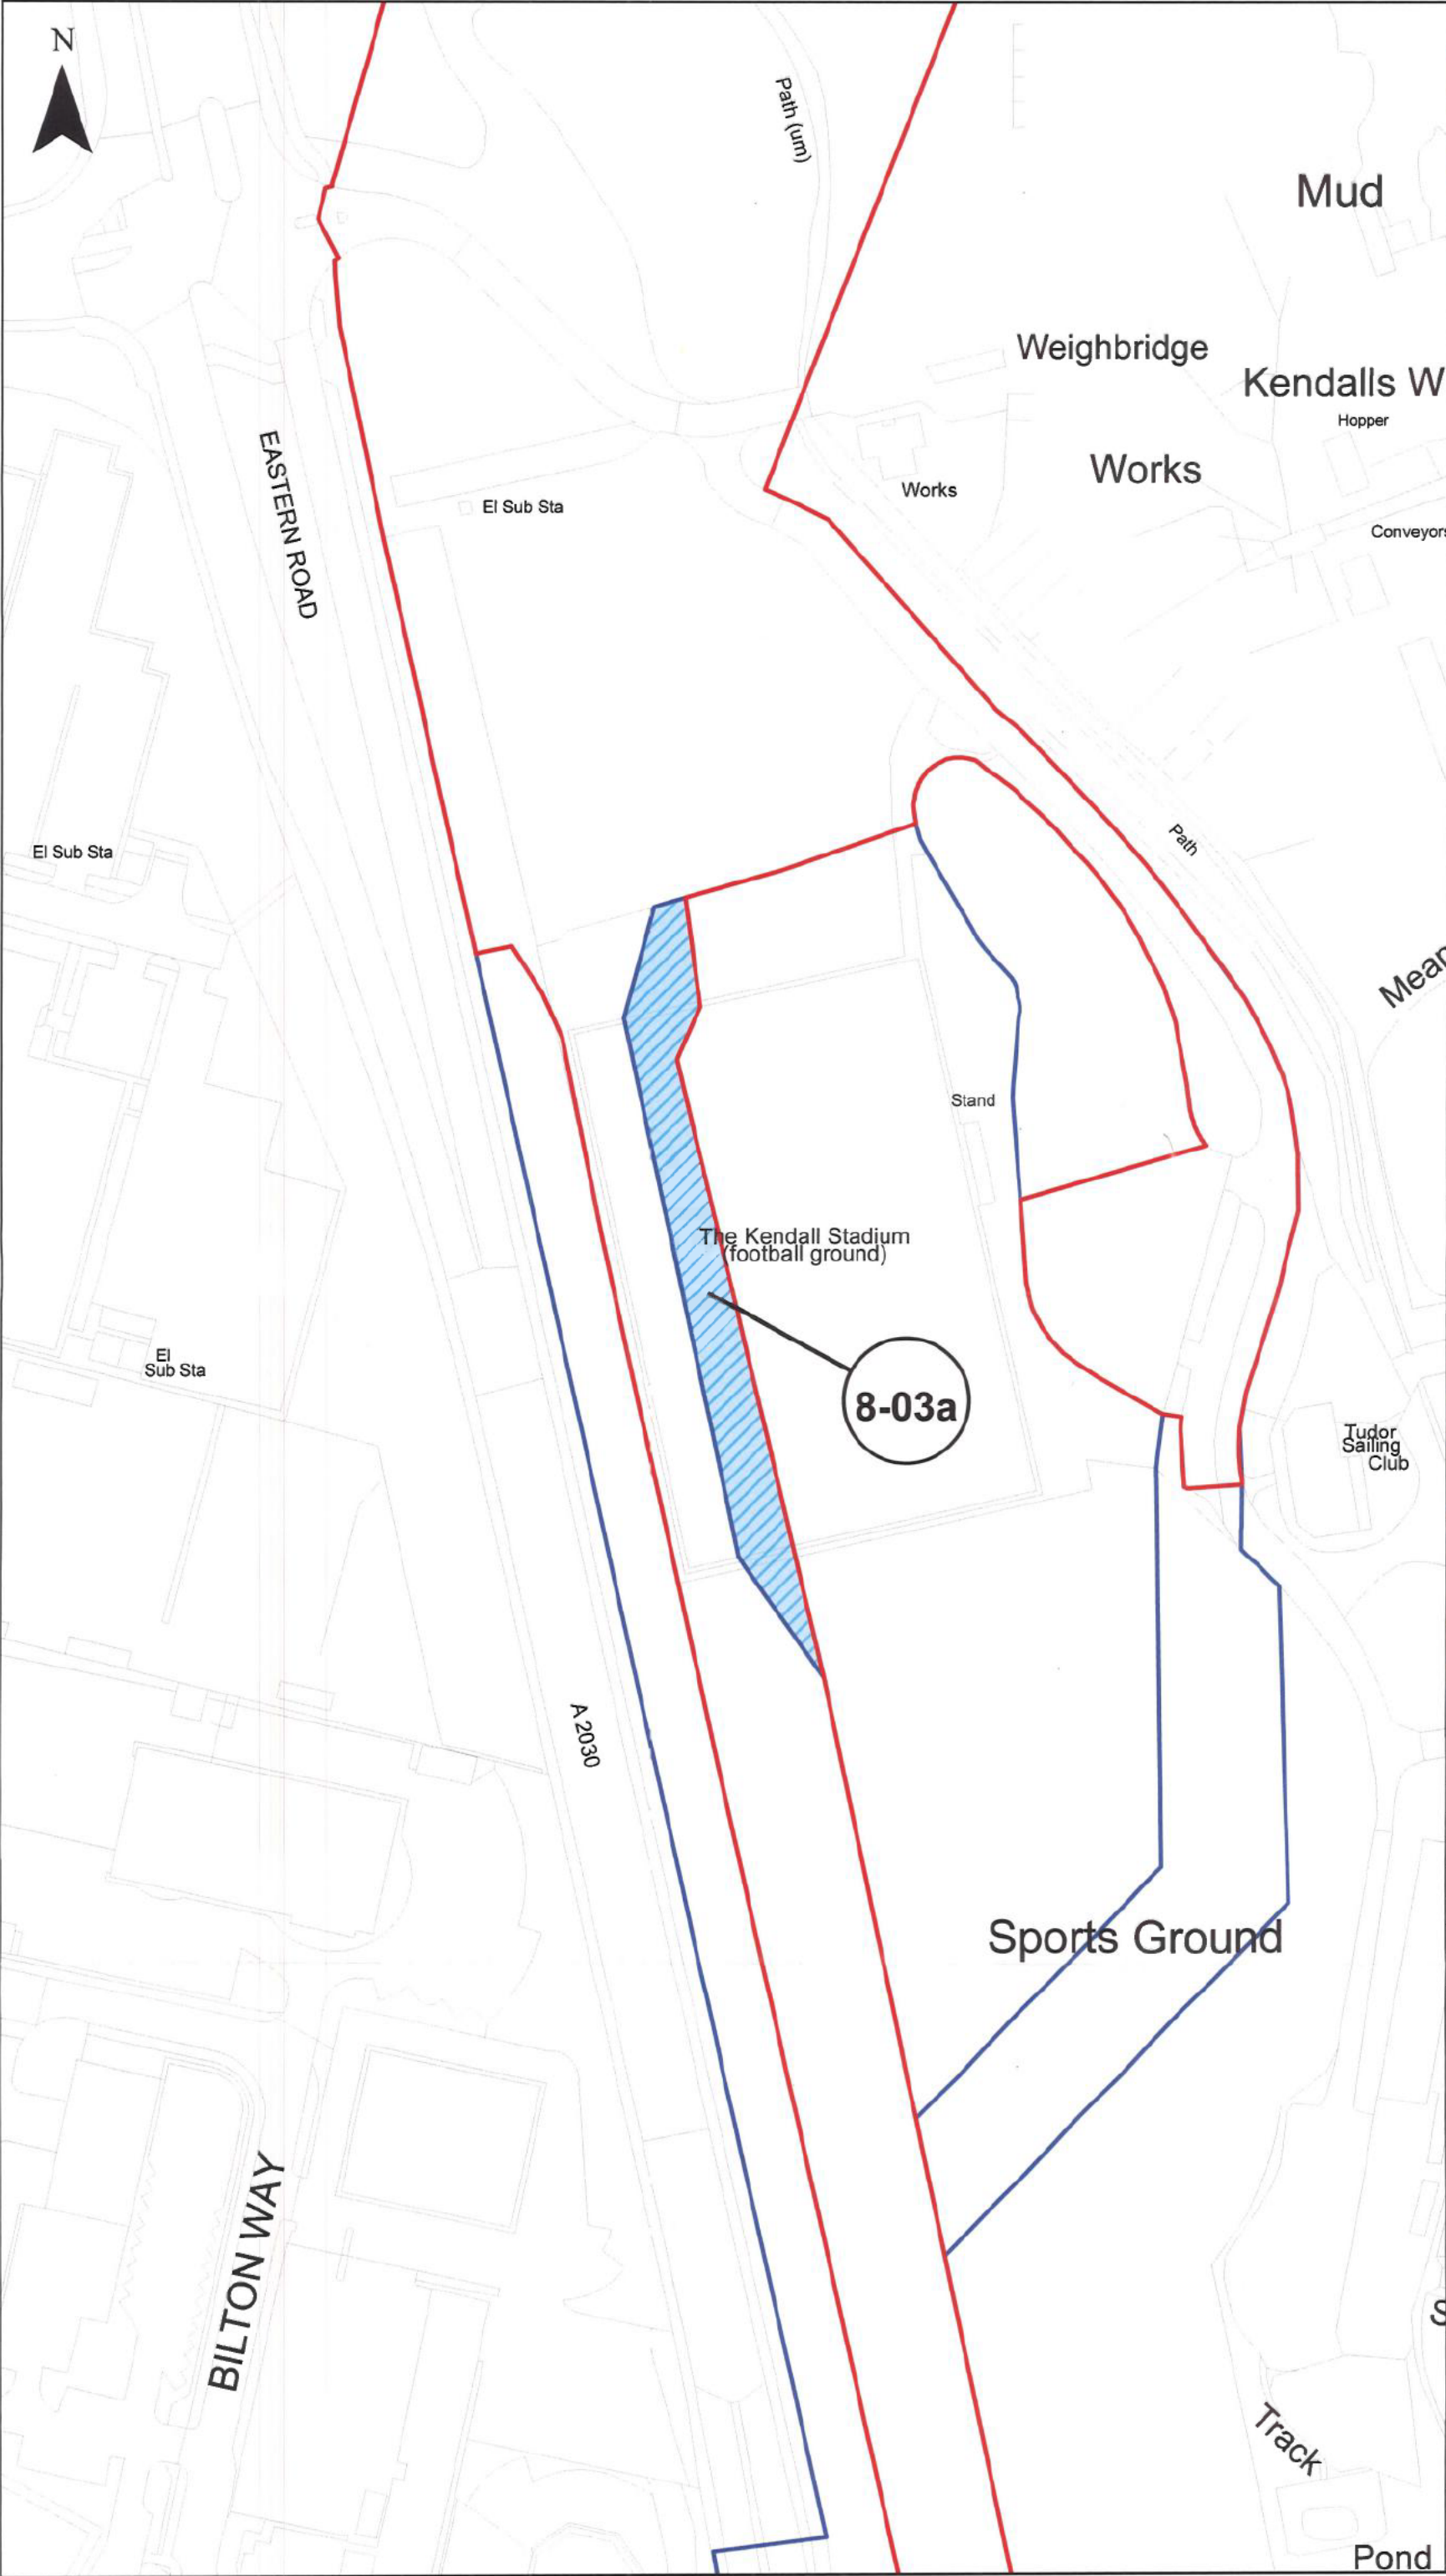 N
Path (um)
Mud
Weighbridge
Kendalls W
Hopper
Works
Works
Conveyors
El Sub Sta
EASTERN ROAD
El Sub Sta
Path
Mear
Stand
The Kendall Stadium
(football ground)
El
Sub Sta
8-03a
Tudor
Sailing
Club
A 2030
Sports Ground
BILTON WAY
S
Track
Pond